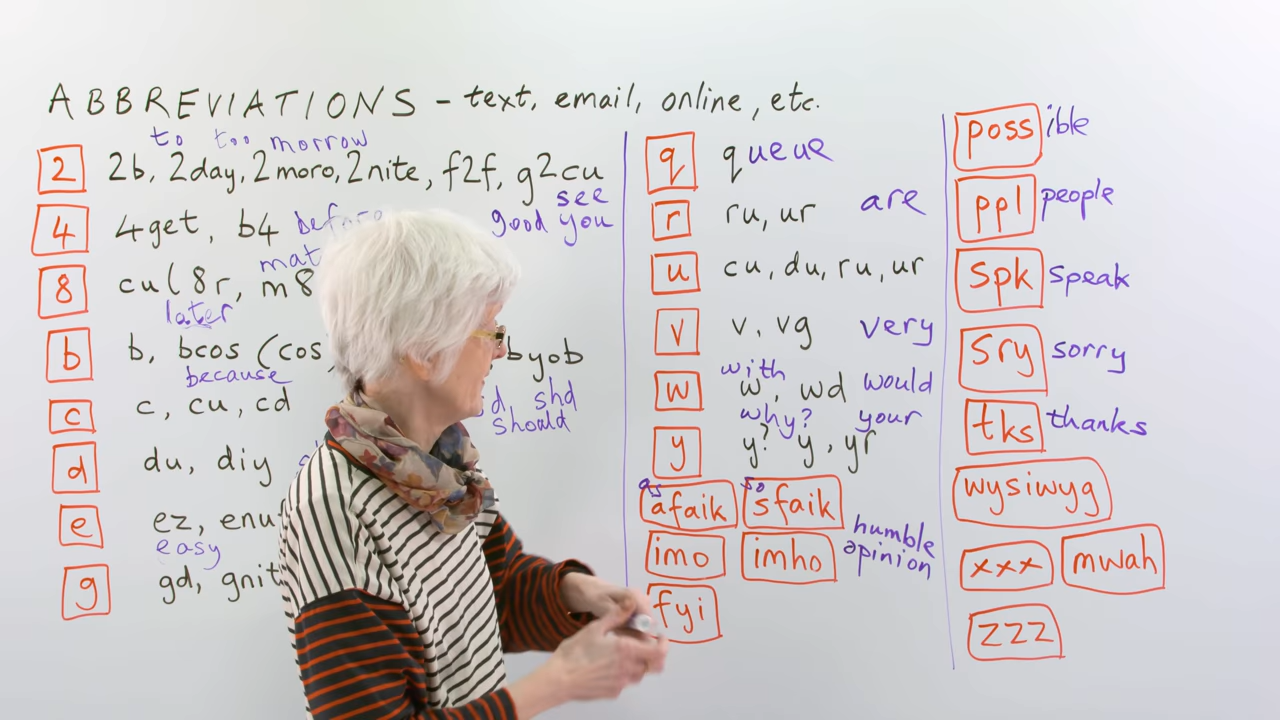 ABBREVIATIONS - text, email, online, etc.
to too morrow
2 2b, 2day, 2moro, 2nite, f2f, g2cu
see
4 4get, b4 before good you
8 cu(8r, m8
later
b b, bcos (cos, byob
because
c c, cu, cd shd
should
d du, diy
e ez,
easy
g gd,
q queue
r ru, ur are
u cu, du, ru, ur
v v, vg very
with
w w, wd would
why? your
y y? y, yr
as so
afaik sfaik
imo imho humble opinion
fyi
poss ible
ppl people
spk speak
sry sorry
tks thanks
wysiwyg
xxx mwah
zzz